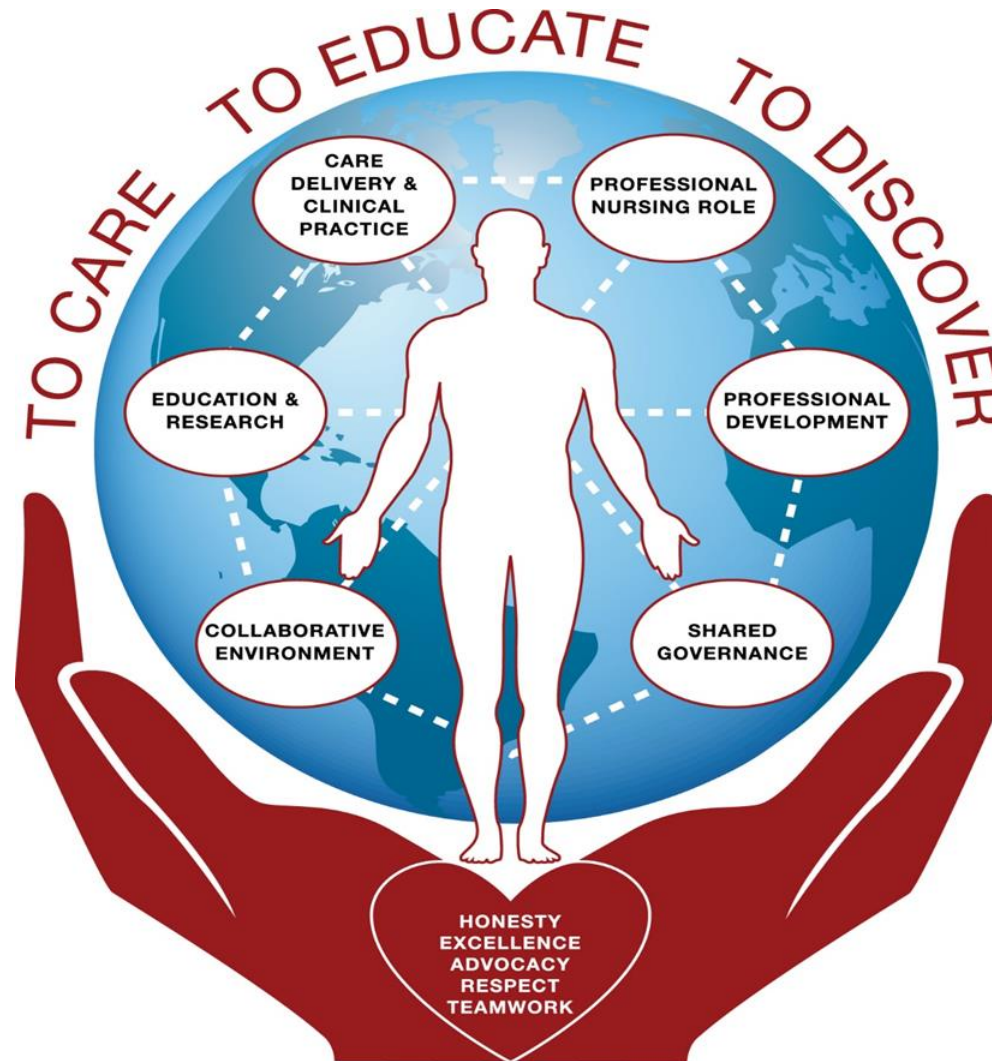 TO CARE TO EDUCATE TO DISCOVER
CARE
DELIVERY &
CLINICAL
PRACTICE
PROFESSIONAL
NURSING ROLE
EDUCATION &
RESEARCH
PROFESSIONAL
DEVELOPMENT
COLLABORATIVE
ENVIRONMENT
SHARED
GOVERNANCE
HONESTY
EXCELLENCE
ADVOCACY
RESPECT
TEAMWORK